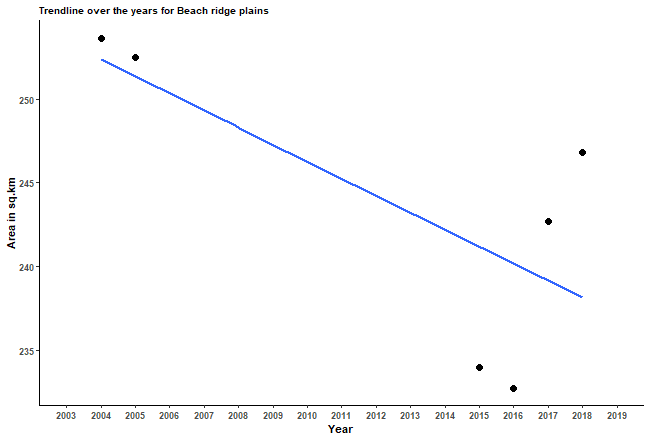 Trendline over the years for Beach ridge plains
Area in sq.km
250
245
240
235
2003 2004 2005 2006 2007 2008 2009 2010 2011 2012 2013 2014 2015 2016 2017 2018 2019
Year